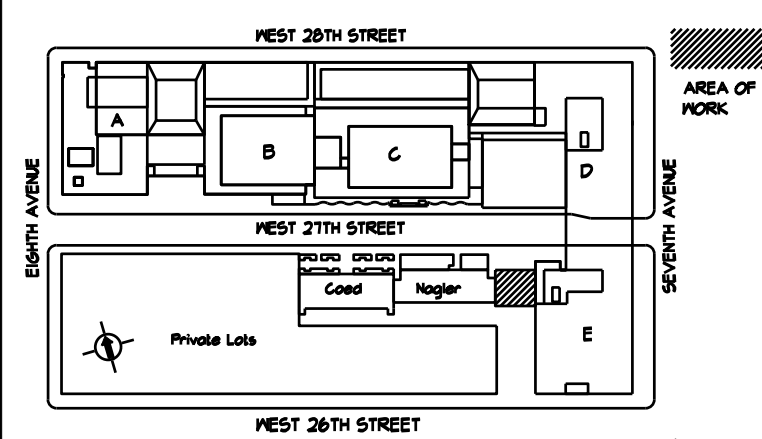 WEST 28TH STREET
AREA OF
WORK
A
B
C
D
EIGHTH AVENUE
SEVENTH AVENUE
WEST 27TH STREET
Coed
Nagler
E
Private Lots
WEST 26TH STREET